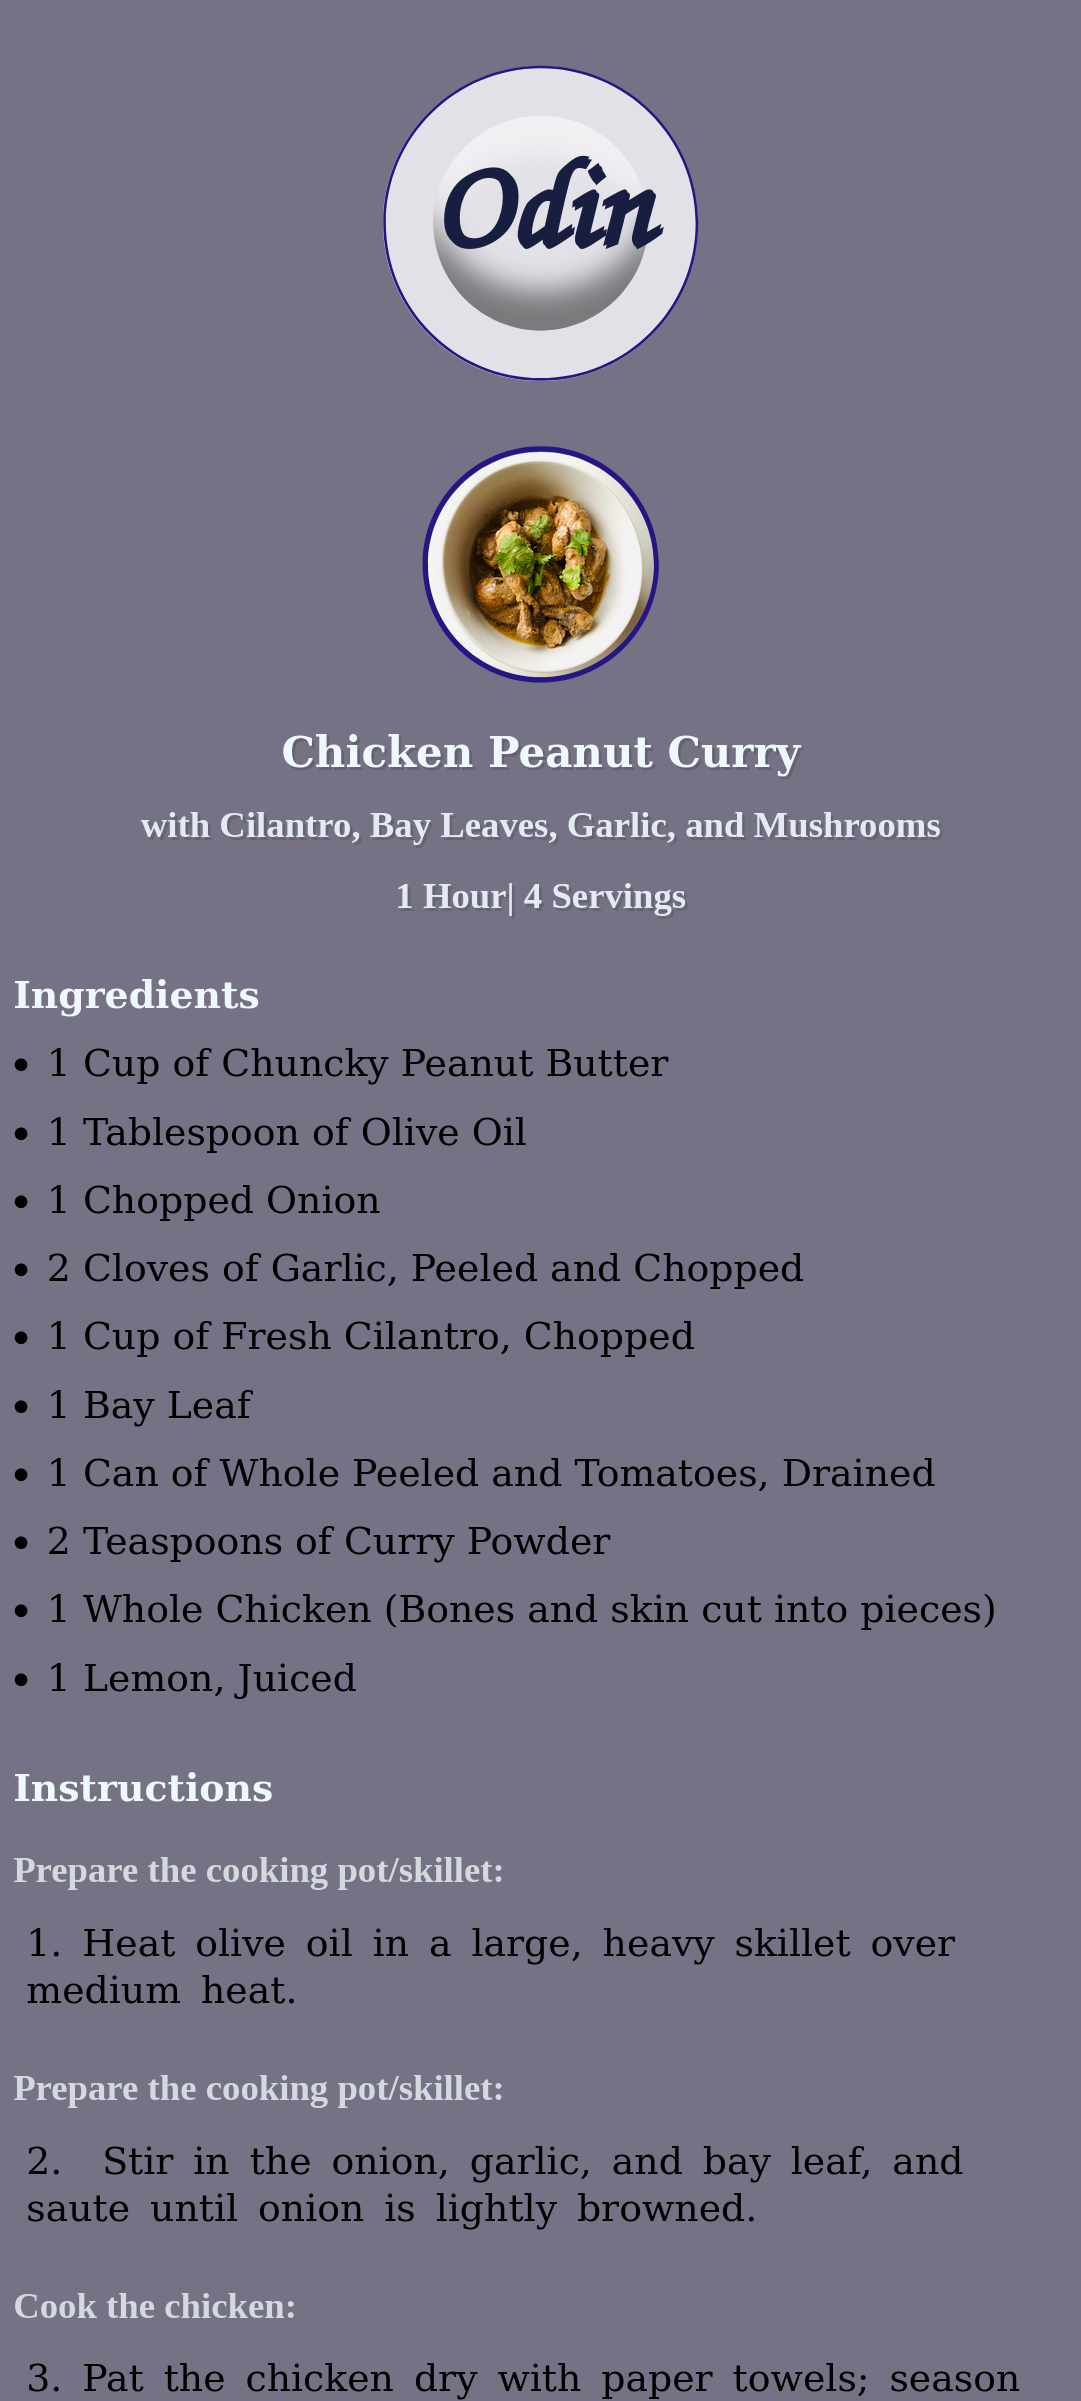 Odin
Chicken Peanut Curry
with Cilantro, Bay Leaves, Garlic, and Mushrooms
1 Hour| 4 Servings
Ingredients
• 1 Cup of Chuncky Peanut Butter
• 1 Tablespoon of Olive Oil
• 1 Chopped Onion
• 2 Cloves of Garlic, Peeled and Chopped
• 1 Cup of Fresh Cilantro, Chopped
• 1 Bay Leaf
• 1 Can of Whole Peeled and Tomatoes, Drained
• 2 Teaspoons of Curry Powder
• 1 Whole Chicken (Bones and skin cut into pieces)
• 1 Lemon, Juiced
Instructions
Prepare the cooking pot/skillet:
1. Heat olive oil in a large, heavy skillet over
medium heat.
Prepare the cooking pot/skillet:
2. Stir in the onion, garlic, and bay leaf, and
saute until onion is lightly browned.
Cook the chicken:
3. Pat the chicken dry with paper towels; season